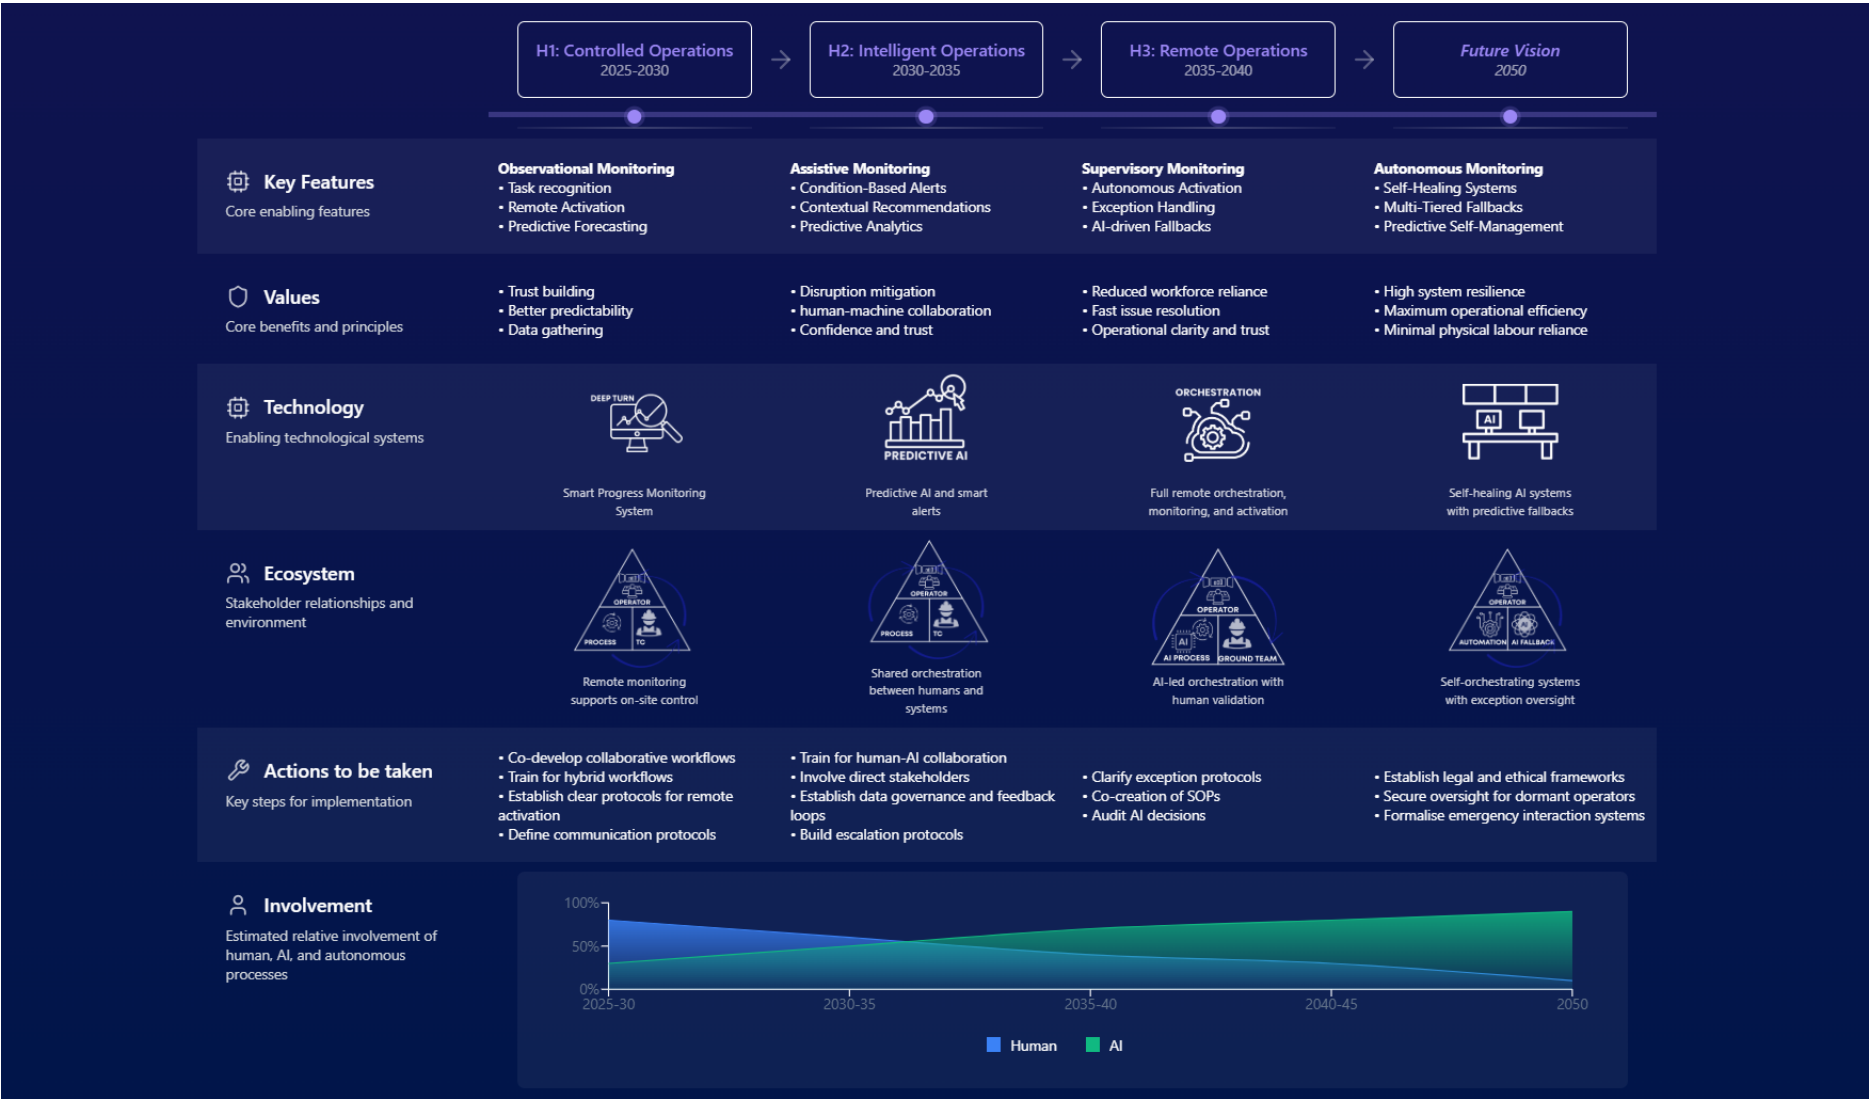 H1: Controlled Operations
2025-2030
H2: Intelligent Operations
2030-2035
H3: Remote Operations
2035-2040
Future Vision
2050
Key Features
Core enabling features
Observational Monitoring
• Task recognition
• Remote Activation
• Predictive Forecasting
Assistive Monitoring
• Condition-Based Alerts
• Contextual Recommendations
• Predictive Analytics
Supervisory Monitoring
• Autonomous Activation
• Exception Handling
• AI-driven Fallbacks
Autonomous Monitoring
• Self-Healing Systems
• Multi-Tiered Fallbacks
• Predictive Self-Management
Values
Core benefits and principles
• Trust building
• Better predictability
• Data gathering
• Disruption mitigation
• human-machine collaboration
• Confidence and trust
• Reduced workforce reliance
• Fast issue resolution
• Operational clarity and trust
• High system resilience
• Maximum operational efficiency
• Minimal physical labour reliance
Technology
Enabling technological systems
DEEP TURN
Smart Progress Monitoring
System
PREDICTIVE AI
Predictive AI and smart
alerts
ORCHESTRATION
Full remote orchestration,
monitoring, and activation
AI
Self-healing AI systems
with predictive fallbacks
Ecosystem
Stakeholder relationships and
environment
OPERATOR
PROCESS
TC
Remote monitoring
supports on-site control
OPERATOR
PROCESS
TC
Shared orchestration
between humans and
systems
OPERATOR
AI
AI PROCESS
GROUND TEAM
AI-led orchestration with
human validation
OPERATOR
AUTOMATION
AI FALLBACK
Self-orchestrating systems
with exception oversight
Actions to be taken
Key steps for implementation
• Co-develop collaborative workflows
• Train for hybrid workflows
• Establish clear protocols for remote
activation
• Define communication protocols
• Train for human-AI collaboration
• Involve direct stakeholders
• Establish data governance and feedback
loops
• Build escalation protocols
• Clarify exception protocols
• Co-creation of SOPs
• Audit AI decisions
• Establish legal and ethical frameworks
• Secure oversight for dormant operators
• Formalise emergency interaction systems
Involvement
Estimated relative involvement of
human, AI, and autonomous
processes
100%
50%
0%
2025-30
2030-35
2035-40
2040-45
2050
Human
AI